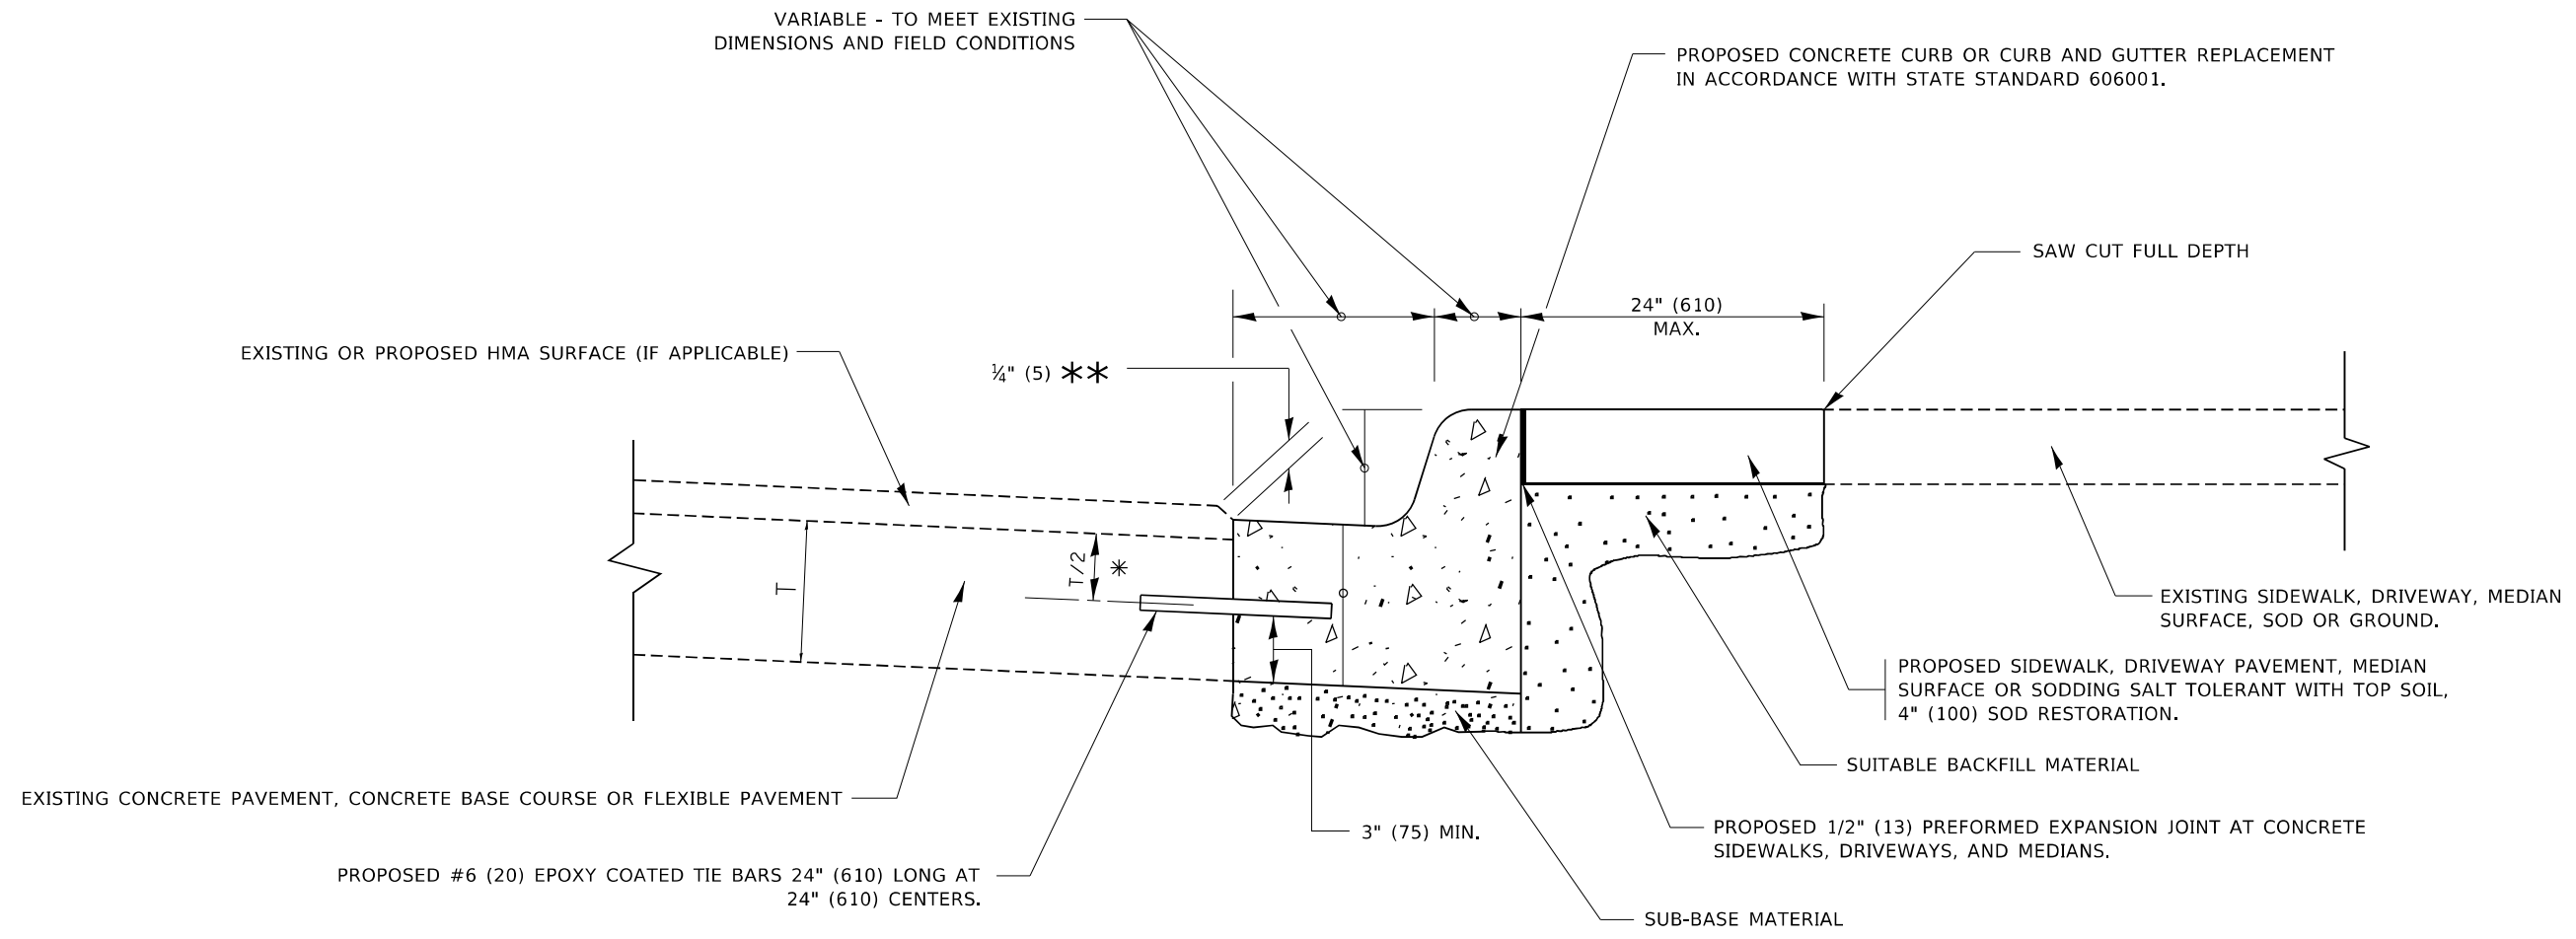 VARIABLE - TO MEET EXISTING
DIMENSIONS AND FIELD CONDITIONS
PROPOSED CONCRETE CURB OR CURB AND GUTTER REPLACEMENT
IN ACCORDANCE WITH STATE STANDARD 606001.
SAW CUT FULL DEPTH
24" (610)
MAX.
EXISTING OR PROPOSED HMA SURFACE (IF APPLICABLE)
¼" (5) **
T
T/2 *
EXISTING SIDEWALK, DRIVEWAY, MEDIAN
SURFACE, SOD OR GROUND.
PROPOSED SIDEWALK, DRIVEWAY PAVEMENT, MEDIAN
SURFACE OR SODDING SALT TOLERANT WITH TOP SOIL,
4" (100) SOD RESTORATION.
SUITABLE BACKFILL MATERIAL
EXISTING CONCRETE PAVEMENT, CONCRETE BASE COURSE OR FLEXIBLE PAVEMENT
3" (75) MIN.
PROPOSED 1/2" (13) PREFORMED EXPANSION JOINT AT CONCRETE
SIDEWALKS, DRIVEWAYS, AND MEDIANS.
PROPOSED #6 (20) EPOXY COATED TIE BARS 24" (610) LONG AT
24" (610) CENTERS.
SUB-BASE MATERIAL